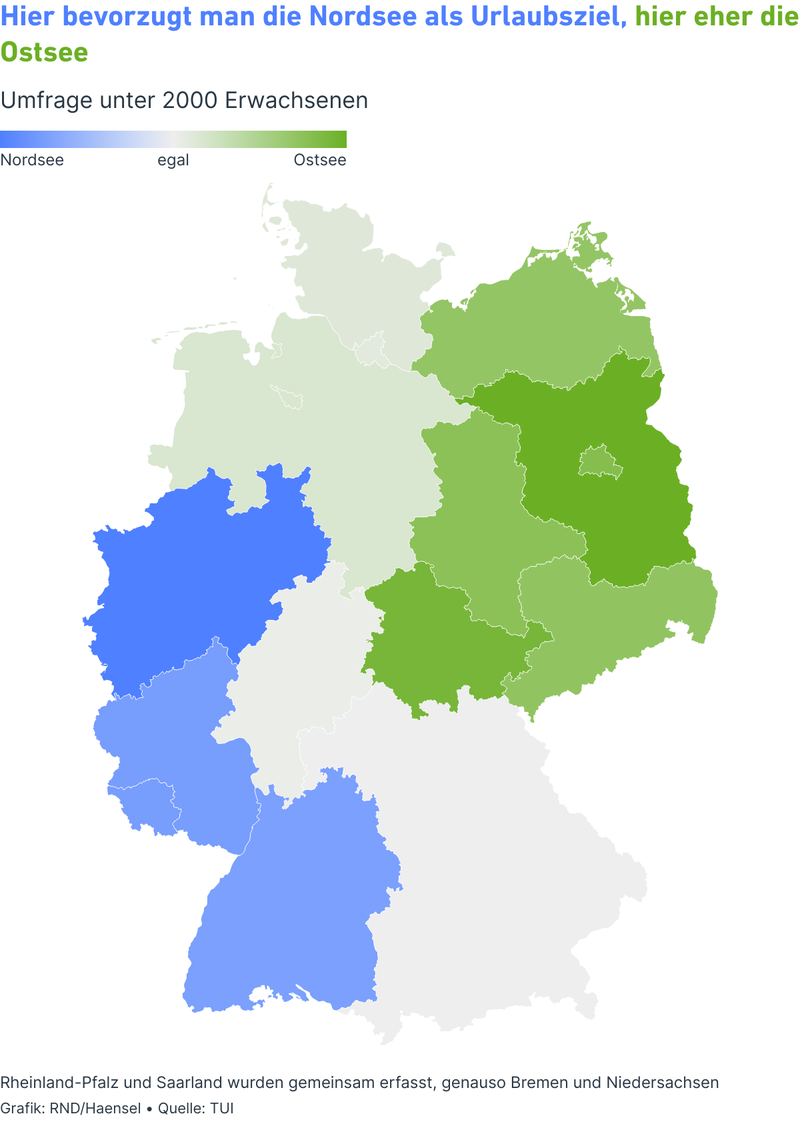 Hier bevorzugt man die Nordsee als Urlaubsziel, hier eher die
Ostsee
Umfrage unter 2000 Erwachsenen
Nordsee egal Ostsee
Rheinland-Pfalz und Saarland wurden gemeinsam erfasst, genauso Bremen und Niedersachsen
Grafik: RND/Haensel • Quelle: TUI